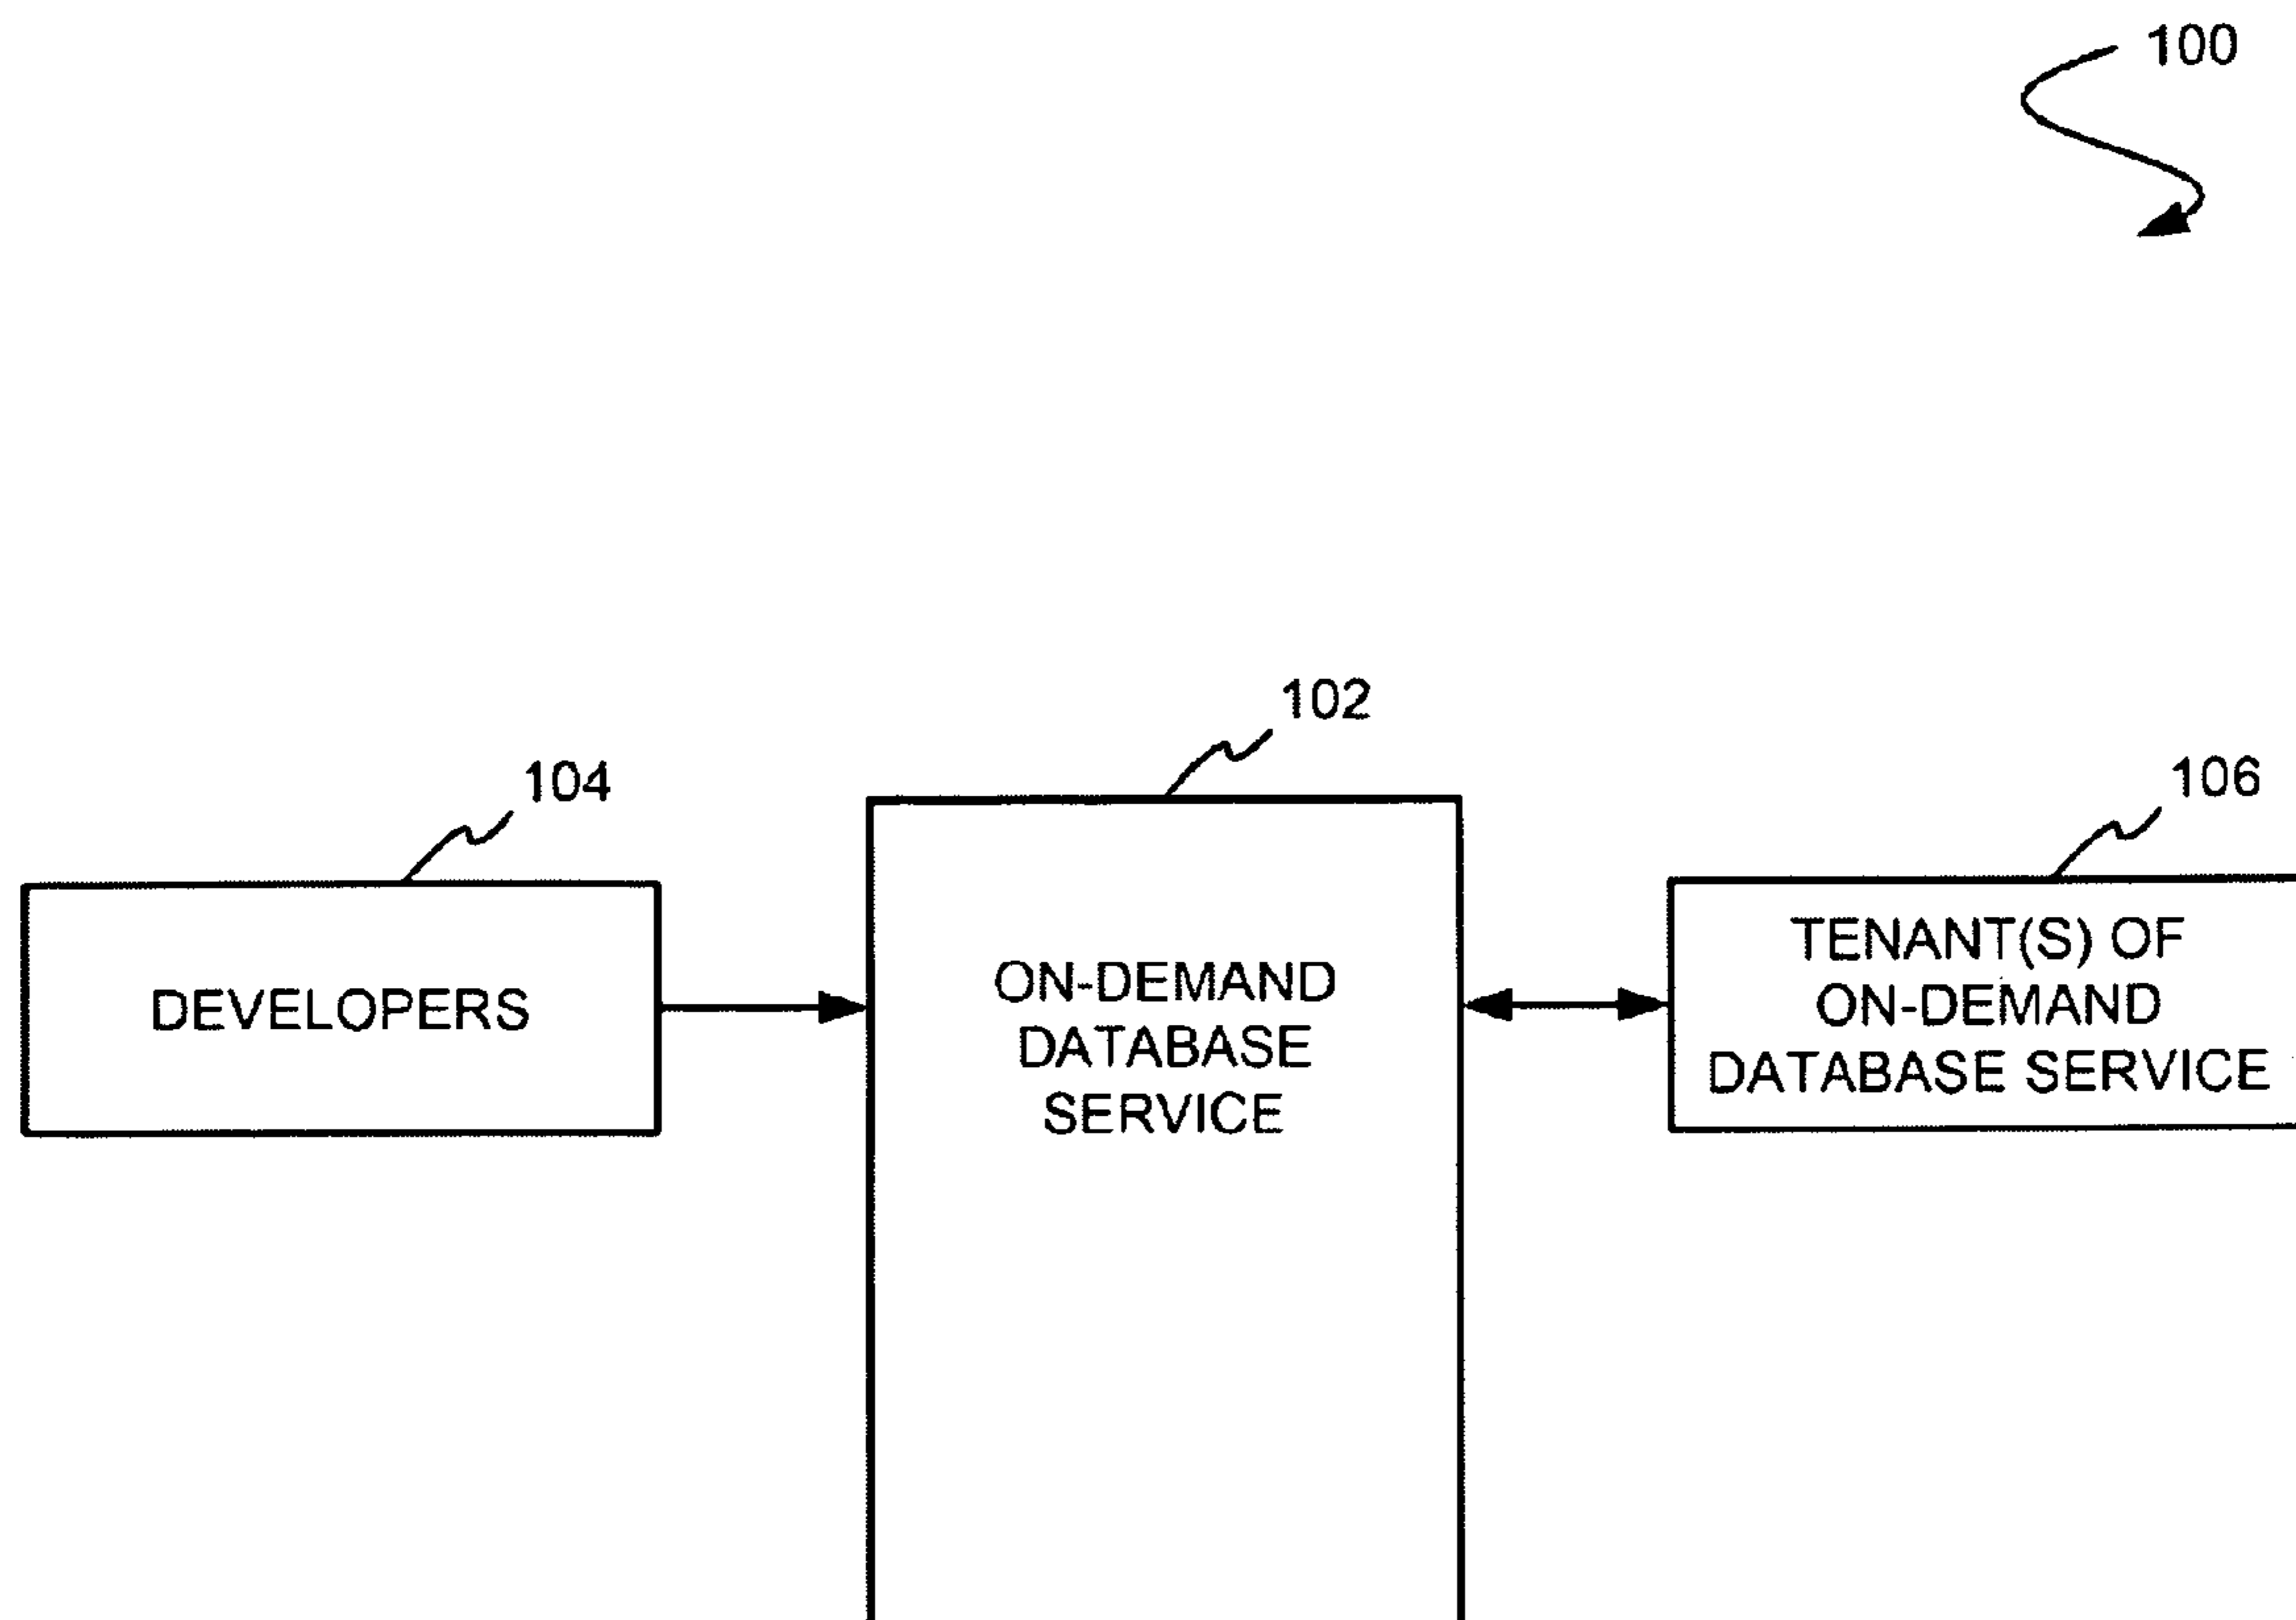 100
102
104
106
DEVELOPERS
ON-DEMAND
DATABASE
SERVICE
TENANT(S) OF
ON-DEMAND
DATABASE SERVICE